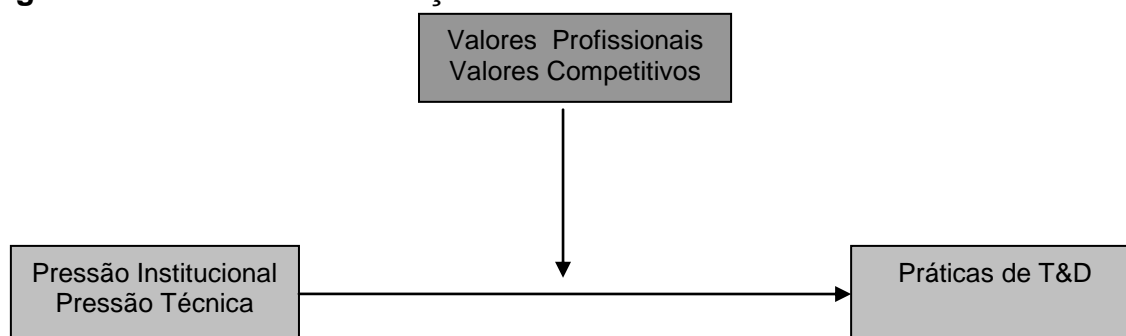 Valores Profissionais
Valores Competitivos
Pressão Institucional
Pressão Técnica
Práticas de T&D